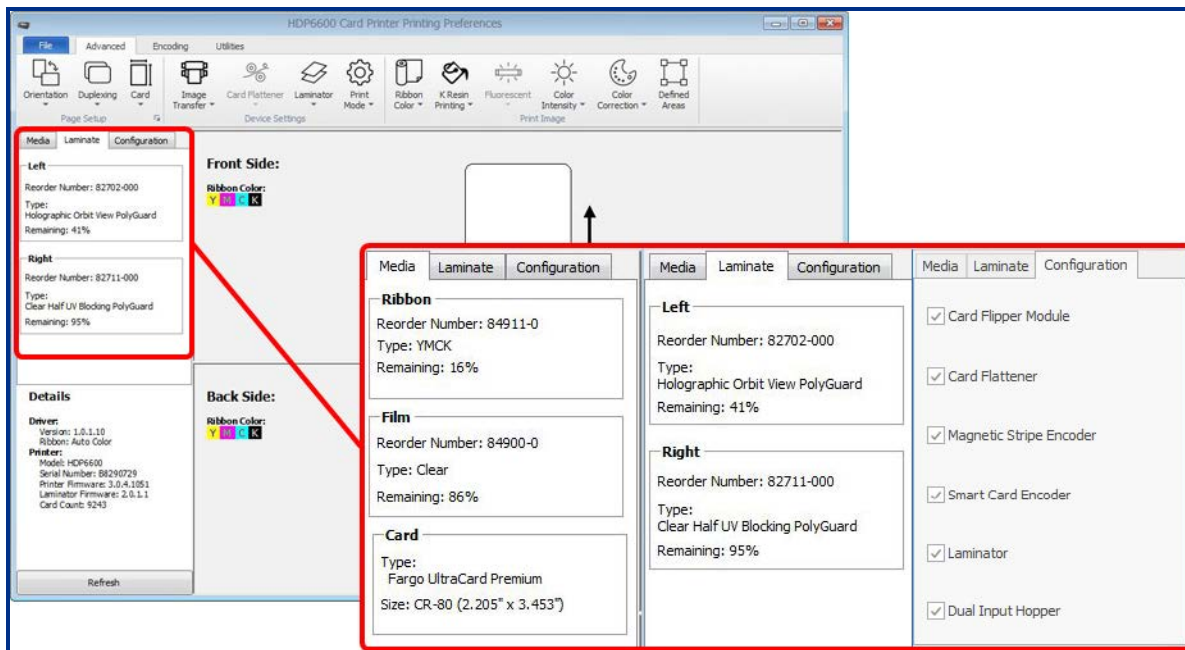 HDP6600 Card Printer Printing Preferences
File Advanced Encoding Utilities
Orientation Duplexing Card Image Transfer Card Flattener Laminator Print Mode Ribbon Color K Resin Printing Fluorescent Color Intensity Color Correction Defined Areas
Page Setup Device Settings Print Image
Media Laminate Configuration
Left
Reorder Number: 82702-000
Type:
Holographic Orbit View PolyGuard
Remaining: 41%
Right
Reorder Number: 82711-000
Type:
Clear Half UV Blocking PolyGuard
Remaining: 95%
Details
Driver:
Version: 1.0.1.10
Ribbon: Auto Color
Printer:
Model: HDP6600
Serial Number: B8290729
Printer Firmware: 3.0.4.1051
Laminator Firmware: 2.0.1.1
Card Count: 9243
Refresh
Front Side:
Ribbon Color:
Y M C K
Back Side:
Ribbon Color:
Y M C K
Media Laminate Configuration
Ribbon
Reorder Number: 84911-0
Type: YMCK
Remaining: 16%
Film
Reorder Number: 84900-0
Type: Clear
Remaining: 86%
Card
Type:
Fargo UltraCard Premium
Size: CR-80 (2.205" x 3.453")
Media Laminate Configuration
Left
Reorder Number: 82702-000
Type:
Holographic Orbit View PolyGuard
Remaining: 41%
Right
Reorder Number: 82711-000
Type:
Clear Half UV Blocking PolyGuard
Remaining: 95%
Media Laminate Configuration
Card Flipper Module
Card Flattener
Magnetic Stripe Encoder
Smart Card Encoder
Laminator
Dual Input Hopper